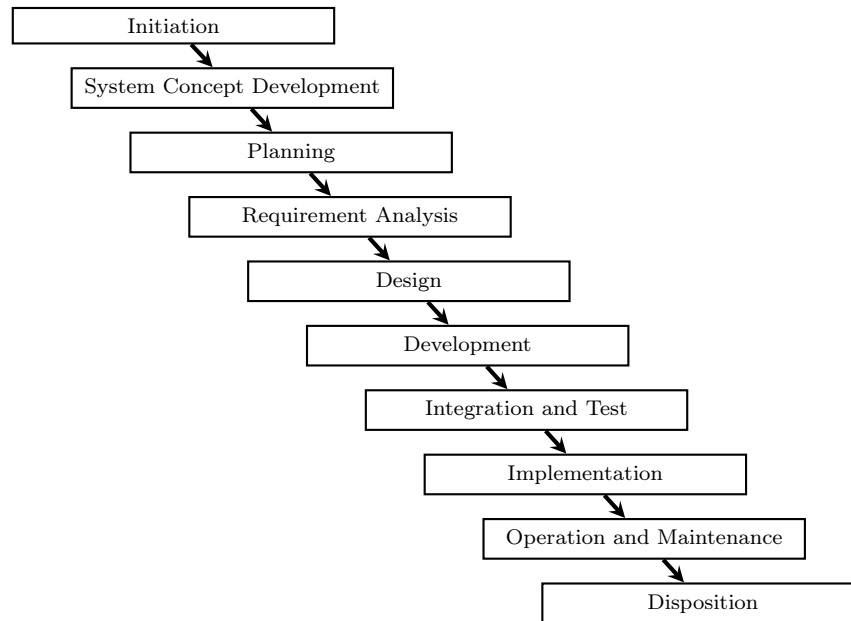 Initiation
System Concept Development
Planning
Requirement Analysis
Design
Development
Integration and Test
Implementation
Operation and Maintenance
Disposition